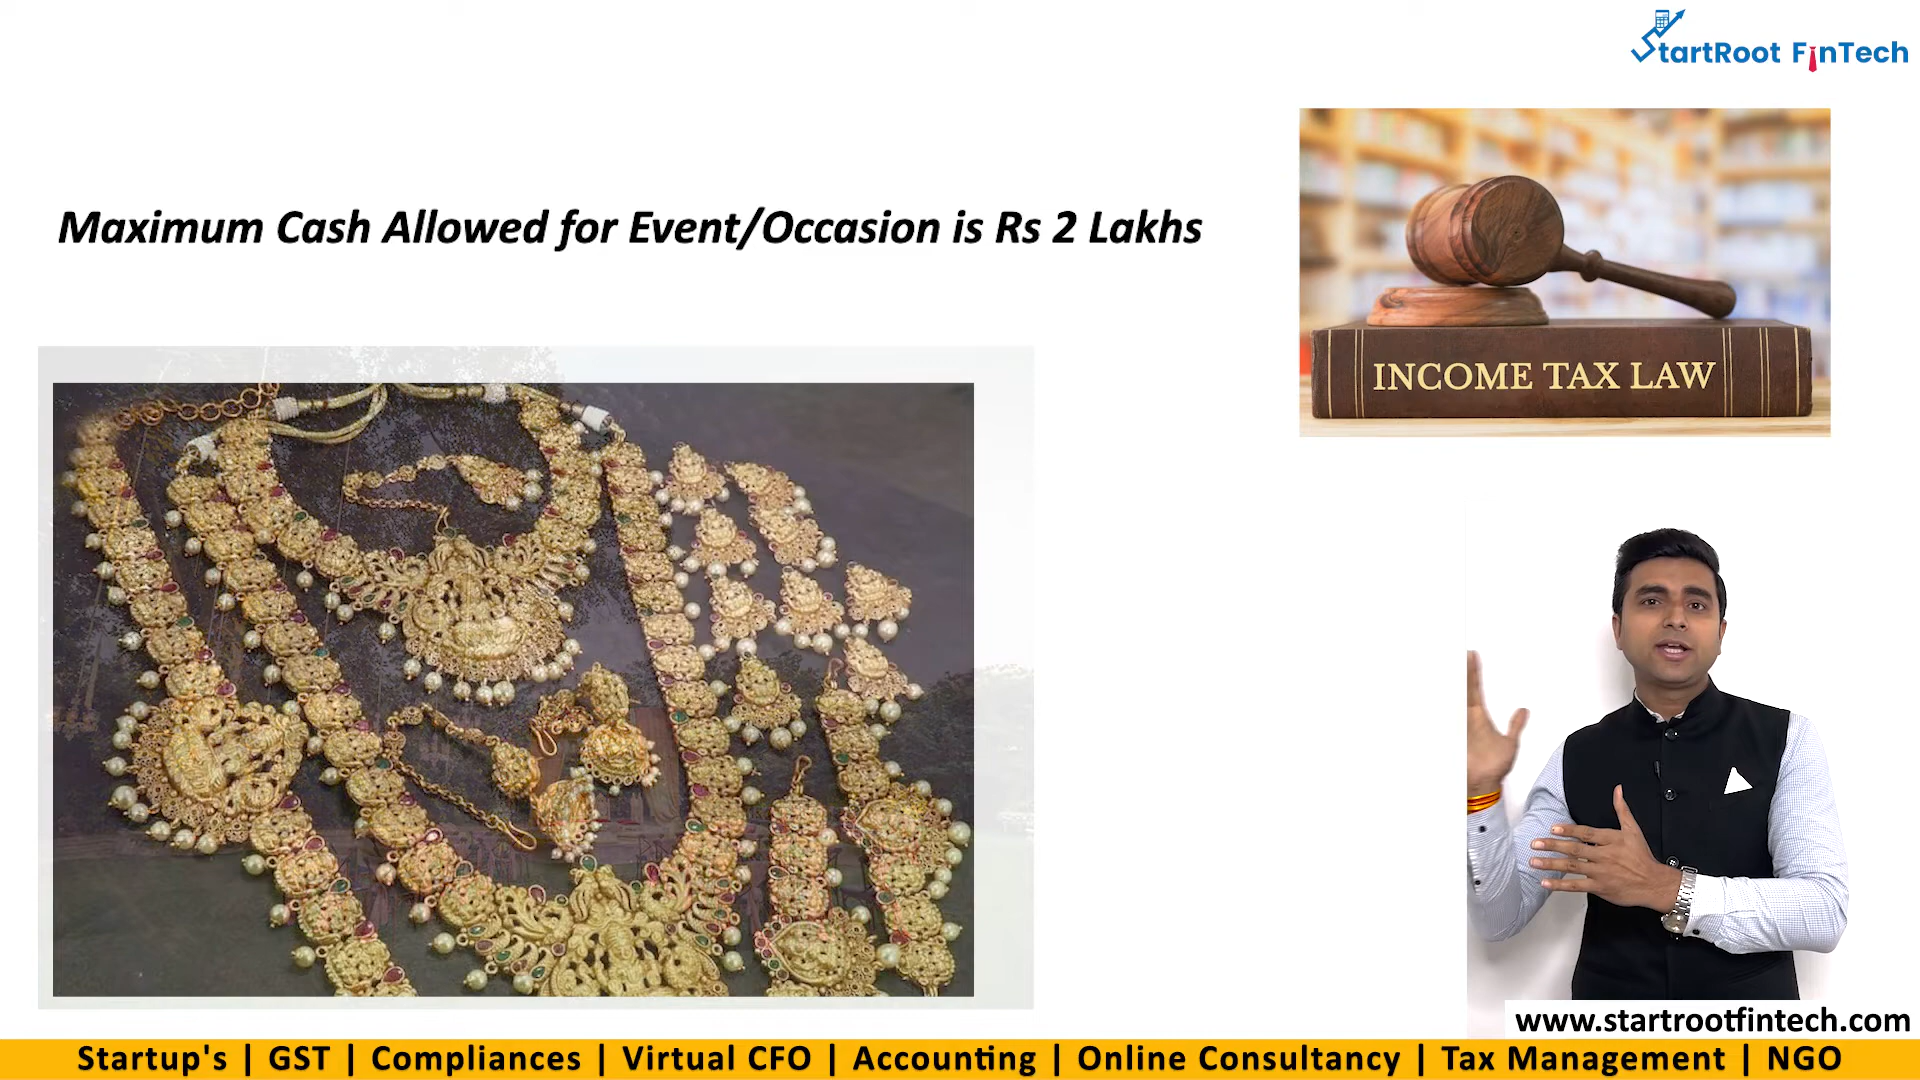 StartRoot FinTech
Maximum Cash Allowed for Event/Occasion is Rs 2 Lakhs
INCOME TAX LAW
www.startrootfintech.com
Startup's | GST | Compliances | Virtual CFO | Accounting | Online Consultancy | Tax Management | NGO